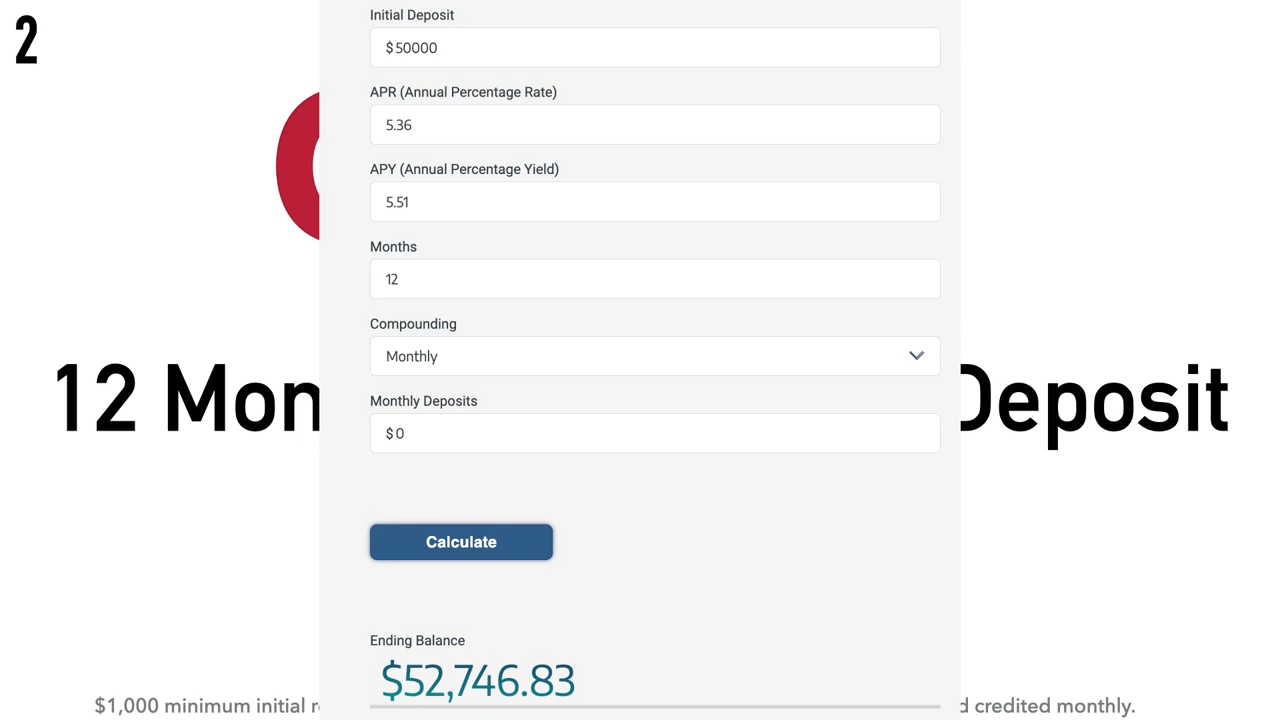 2
Initial Deposit
$50000
APR (Annual Percentage Rate)
5.36
APY (Annual Percentage Yield)
5.51
Months
12
Compounding
Monthly
12 Mon
Deposit
Monthly Deposits
$0
Calculate
Ending Balance
$52,746.83
$1,000 minimum initial
credited monthly.